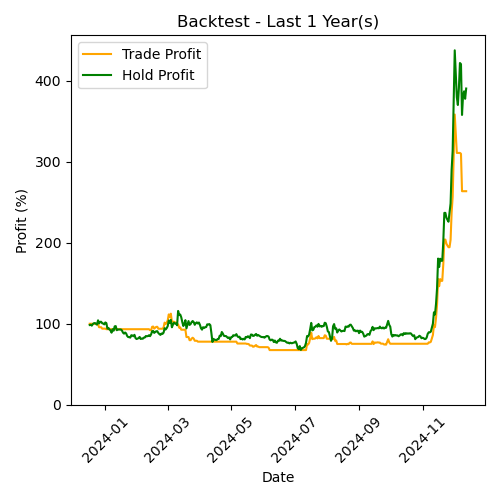 Backtest - Last 1 Year(s)
Trade Profit
Hold Profit
Profit (%)
400
300
200
100
0
2024-01
2024-03
2024-05
2024-07
2024-09
2024-11
Date